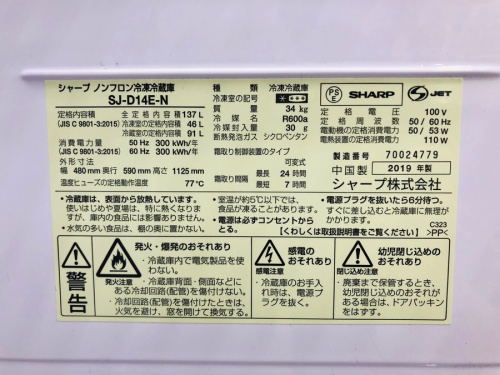 シャープ ノンフロン冷凍冷蔵庫
SJ-D14E-N
定格内容積 全定格内容積 137 L
(JIS C 9801-3:2015) 冷凍室の定格内容積 46 L
冷蔵室の定格内容積 91 L
消費電力量 50 Hz 300 kWh/年
(JIS C 9801-3:2015) 60 Hz 300 kWh/年
外形寸法
幅 480 mm 奥行 590 mm 高さ 1125 mm
温度ヒューズの定格動作温度 77℃
種類 冷凍冷蔵庫
冷凍室の記号
質量 34 kg
冷媒 R600a
冷媒封入量 30 g
断熱発泡ガス シクロペンタン
霜取り制御装置のタイプ
可変式
霜取り間隔 最長 24 時間
最短 7 時間
PS
E
SHARP
S JET
定格電圧 100 V
定格周波数 50 / 60 Hz
電動機の定格消費電力 50 / 53 W
電熱装置の定格消費電力 110 W
製造番号 70024779
中国製 2019 年製
シャープ株式会社
・冷蔵庫は、表面から放熱しています。
使いはじめや夏場は、特に熱くなりますが、
庫内の食品には影響ありません。
・水気の多い食品は、棚の奥に置かない
・室温が約5℃以下では、
食品が凍ることがあります。
・電源は必ずコンセントから
とる。
・電源プラグを抜いたら6分待つ。
すぐに差し込むと冷蔵庫に無理が
かかります。
【くわしくは取扱説明書をご覧ください】
C323
>PP<
警告
発火・爆発のおそれあり
発火注意
・冷蔵庫内で電気製品を使
わない。
・冷蔵庫背面・側面などに
ある冷却回路(配管)を傷付けない
・冷却回路(配管)を傷付けたときは、
火気を避け、窓を開けて換気する。
感電の
おそれあり
感電注意
・冷蔵庫のお手入
れ時は、電源プ
ラグを抜く。
幼児閉じ込め
のおそれあり
閉じ込め注意
・廃棄まで保管するとき、幼児
が閉じ込められるおそれが
ある場合は、ドアパッキン
をはずす。